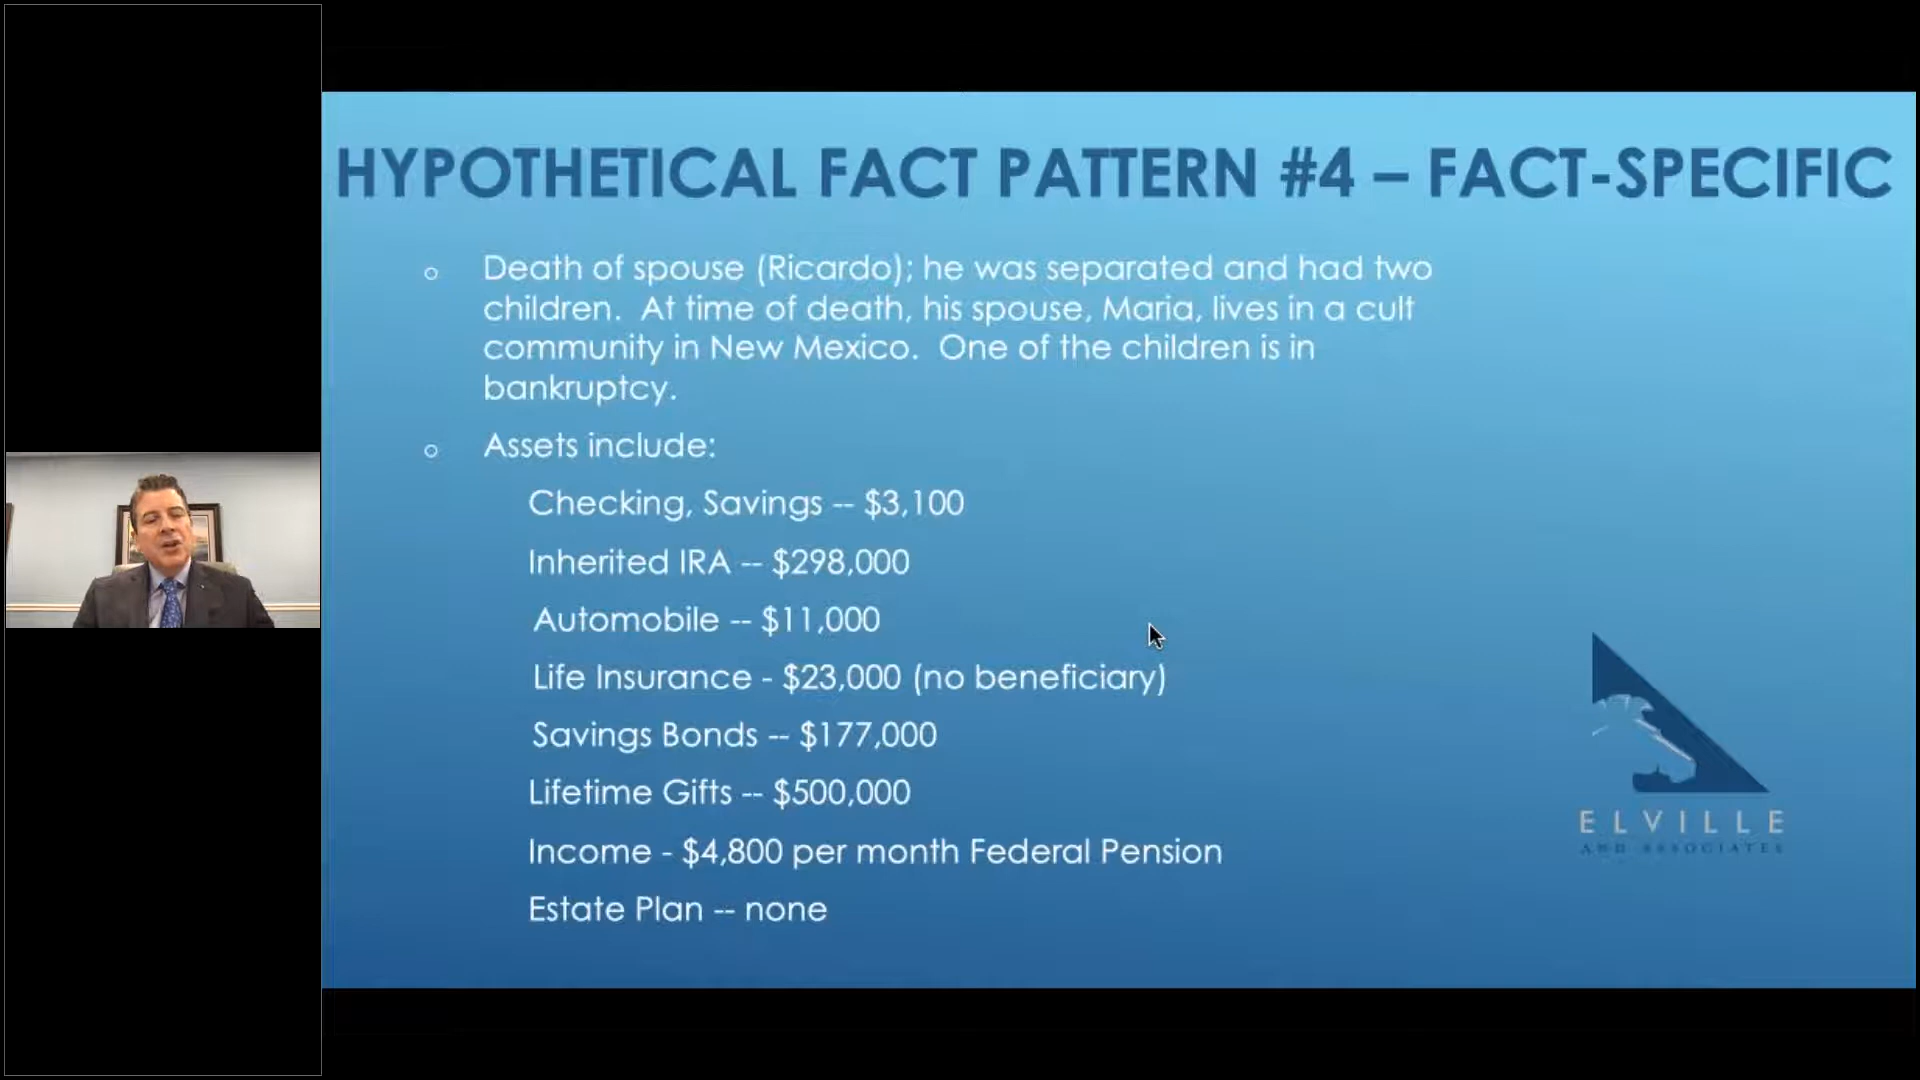 HYPOTHETICAL FACT PATTERN #4 – FACT-SPECIFIC
Death of spouse (Ricardo); he was separated and had two
children.  At time of death, his spouse, Maria, lives in a cult
community in New Mexico.  One of the children is in
bankruptcy.
Assets include:
Checking, Savings -- $3,100
Inherited IRA -- $298,000
Automobile -- $11,000
Life Insurance - $23,000 (no beneficiary)
Savings Bonds -- $177,000
Lifetime Gifts -- $500,000
Income - $4,800 per month Federal Pension
Estate Plan -- none
ELVILLE
AND ASSOCIATES